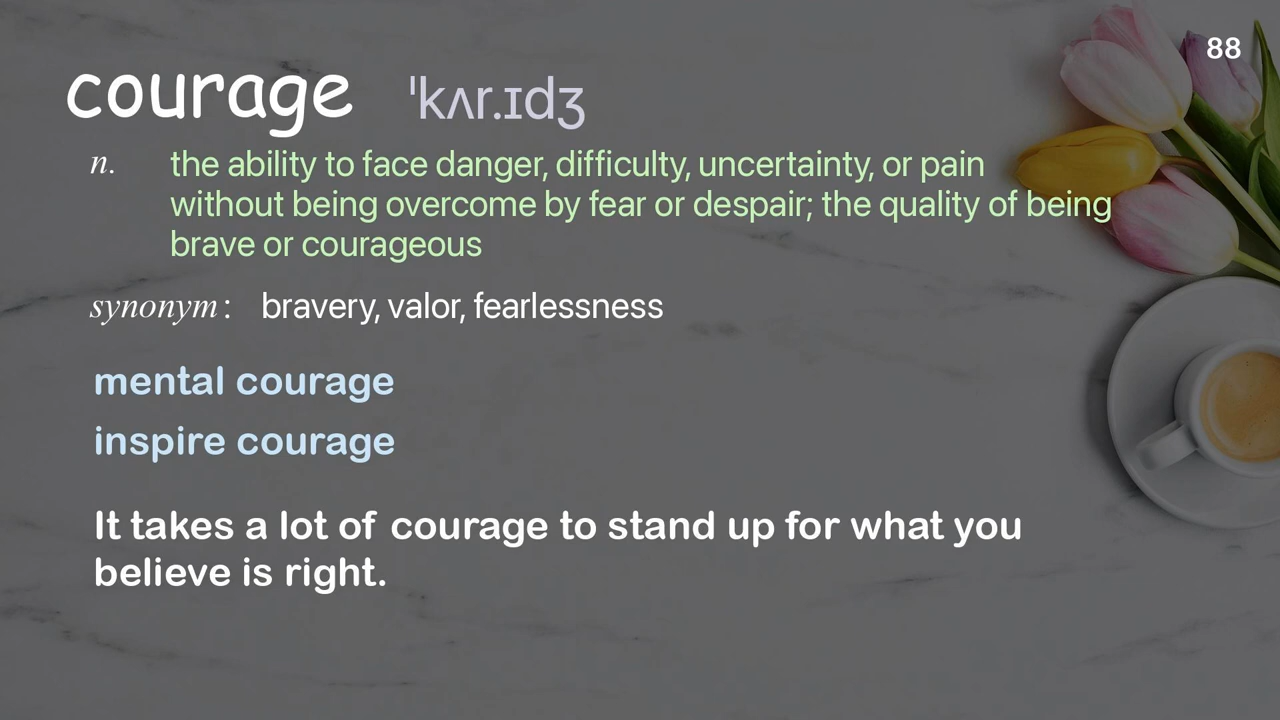 88
courage ˈkʌr.ɪdʒ
n. the ability to face danger, difficulty, uncertainty, or pain
without being overcome by fear or despair; the quality of being
brave or courageous
synonym: bravery, valor, fearlessness
mental courage
inspire courage
It takes a lot of courage to stand up for what you
believe is right.